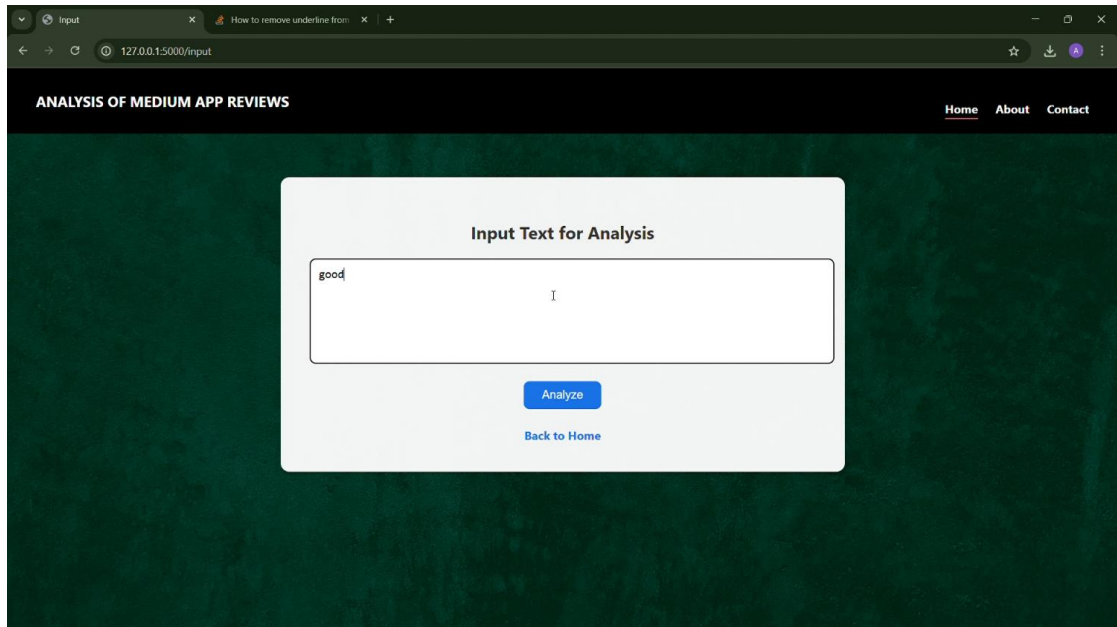 Input
How to remove underline from
127.0.0.1:5000/input
A
ANALYSIS OF MEDIUM APP REVIEWS
Home About Contact
Input Text for Analysis
good
Analyze
Back to Home